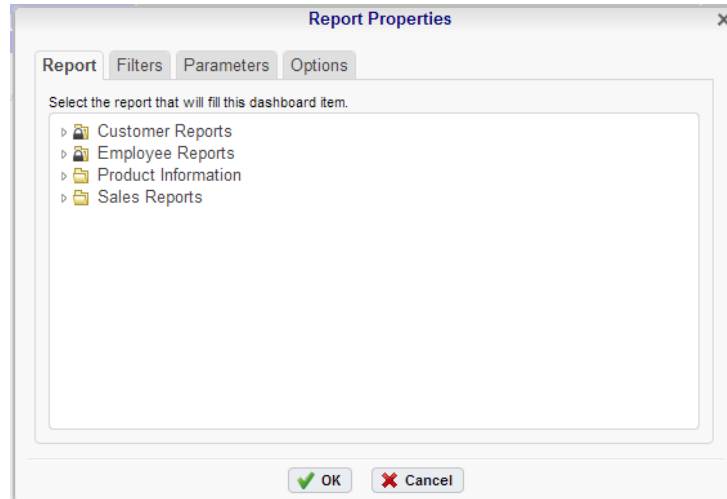 Report Properties
Report Filters Parameters Options
Select the report that will fill this dashboard item.
Customer Reports
Employee Reports
Product Information
Sales Reports
OK Cancel